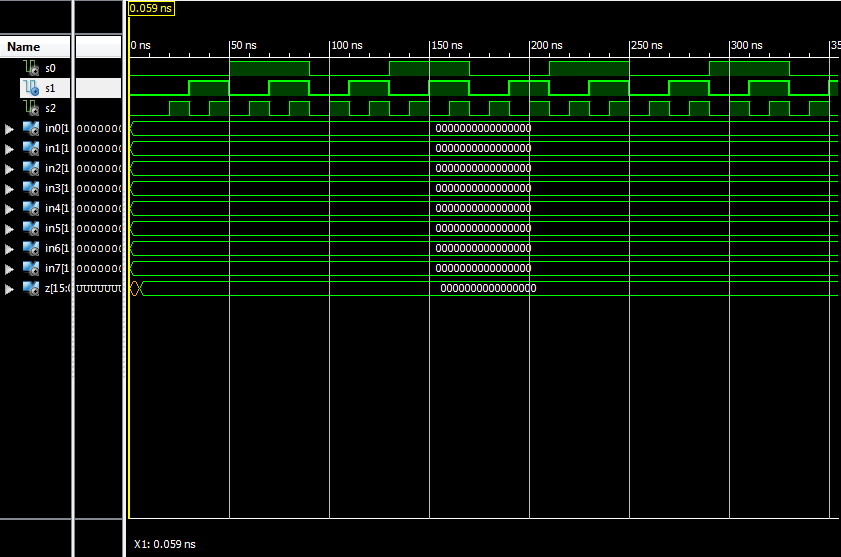 0.059 ns
Name
0 ns 50 ns 100 ns 150 ns 200 ns 250 ns 300 ns 35
s0
s1
s2
in0[1 0000000 0000000000000000
in1[1 0000000 0000000000000000
in2[1 0000000 0000000000000000
in3[1 0000000 0000000000000000
in4[1 0000000 0000000000000000
in5[1 0000000 0000000000000000
in6[1 0000000 0000000000000000
in7[1 0000000 0000000000000000
z[15:0 0000000000000000
X1: 0.059 ns